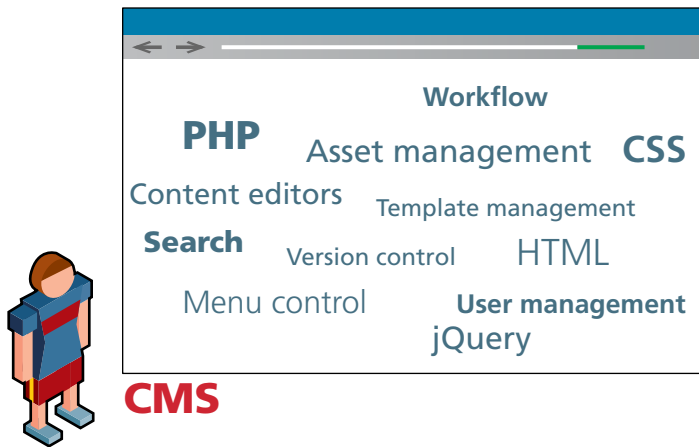 Workflow
PHP
Asset management
CSS
Content editors
Template management
Search
Version control
HTML
Menu control
User management
jQuery
CMS